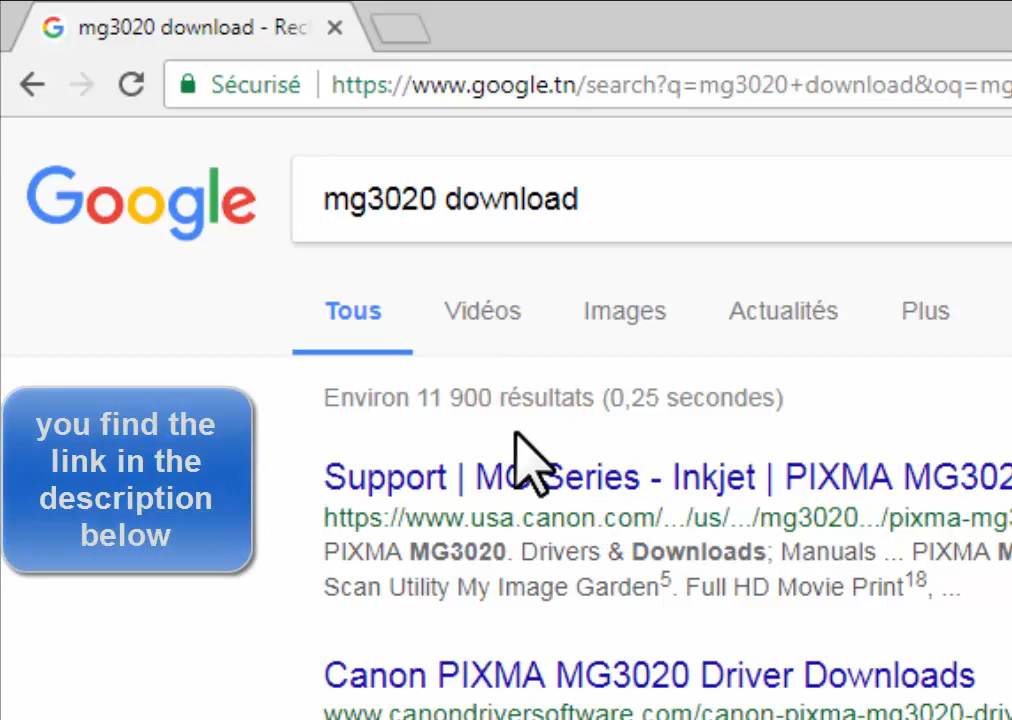 mg3020 download - Rec
Sécurisé
https://www.google.tn/search?q=mg3020+download&oq=mg
Google
mg3020 download
Tous
Vidéos
Images
Actualités
Plus
Environ 11 900 résultats (0,25 secondes)
you find the
link in the
description
below
Support | MG Series - Inkjet | PIXMA MG302
https://www.usa.canon.com/.../us/.../mg3020.../pixma-mg3
PIXMA MG3020. Drivers & Downloads; Manuals ... PIXMA M
Scan Utility My Image Garden5. Full HD Movie Print18, ...
Canon PIXMA MG3020 Driver Downloads
www.canondriversoftware.com/canon-pixma-mg3020-driv